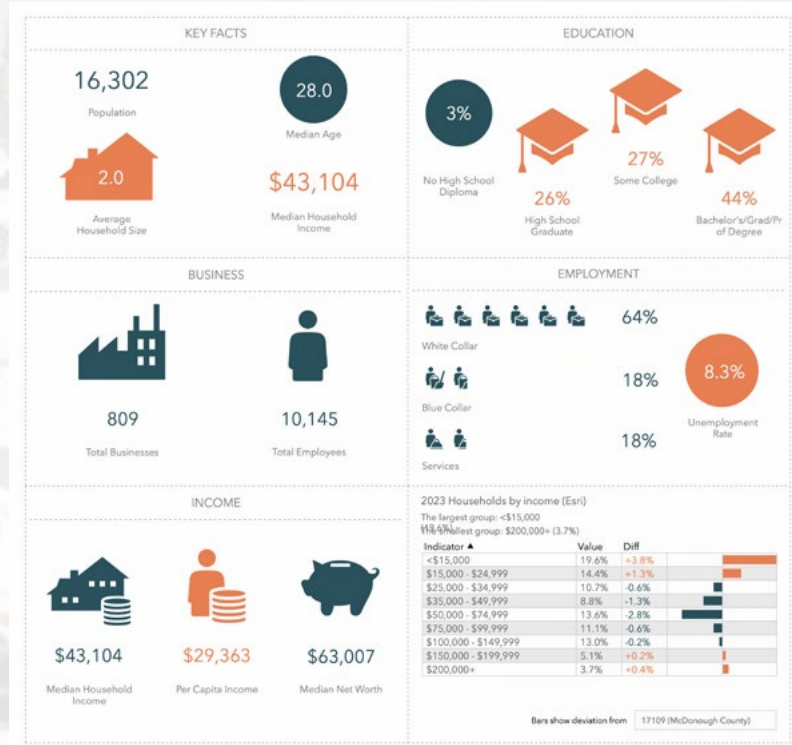 KEY FACTS
16,302
Population
28.0
Median Age
2.0
Average
Household Size
$43,104
Median Household
Income
EDUCATION
3%
No High School
Diploma
26%
High School
Graduate
27%
Some College
44%
Bachelor's/Grad/Pr
of Degree
BUSINESS
809
Total Businesses
10,145
Total Employees
EMPLOYMENT
64%
White Collar
18%
Blue Collar
18%
Services
8.3%
Unemployment
Rate
INCOME
$43,104
Median Household
Income
$29,363
Per Capita Income
$63,007
Median Net Worth
2023 Households by income (Esri)
The largest group: <$15,000
(19.6%)
The smallest group: $200,000+ (3.7%)
Indicator ▲ Value Diff
<$15,000 19.6% +3.8%
$15,000 - $24,999 14.4% +1.3%
$25,000 - $34,999 10.7% -0.6%
$35,000 - $49,999 8.8% -1.3%
$50,000 - $74,999 13.6% -2.8%
$75,000 - $99,999 11.1% -0.6%
$100,000 - $149,999 13.0% -0.2%
$150,000 - $199,999 5.1% +0.2%
$200,000+ 3.7% +0.4%
Bars show deviation from 17109 (McDonough County)